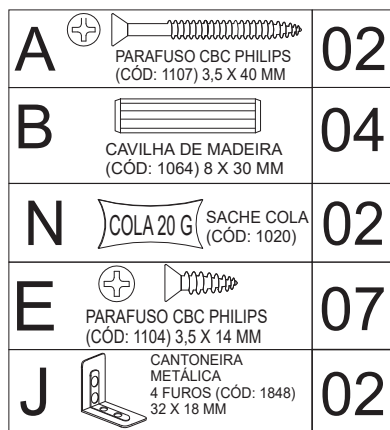 A
PARAFUSO CBC PHILIPS
(CÓD: 1107) 3,5 X 40 MM
02
B
CAVILHA DE MADEIRA
(CÓD: 1064) 8 X 30 MM
04
N
COLA 20 G
SACHE COLA
(CÓD: 1020)
02
E
PARAFUSO CBC PHILIPS
(CÓD: 1104) 3,5 X 14 MM
07
J
CANTONEIRA
METÁLICA
4 FUROS (CÓD: 1848)
32 X 18 MM
02